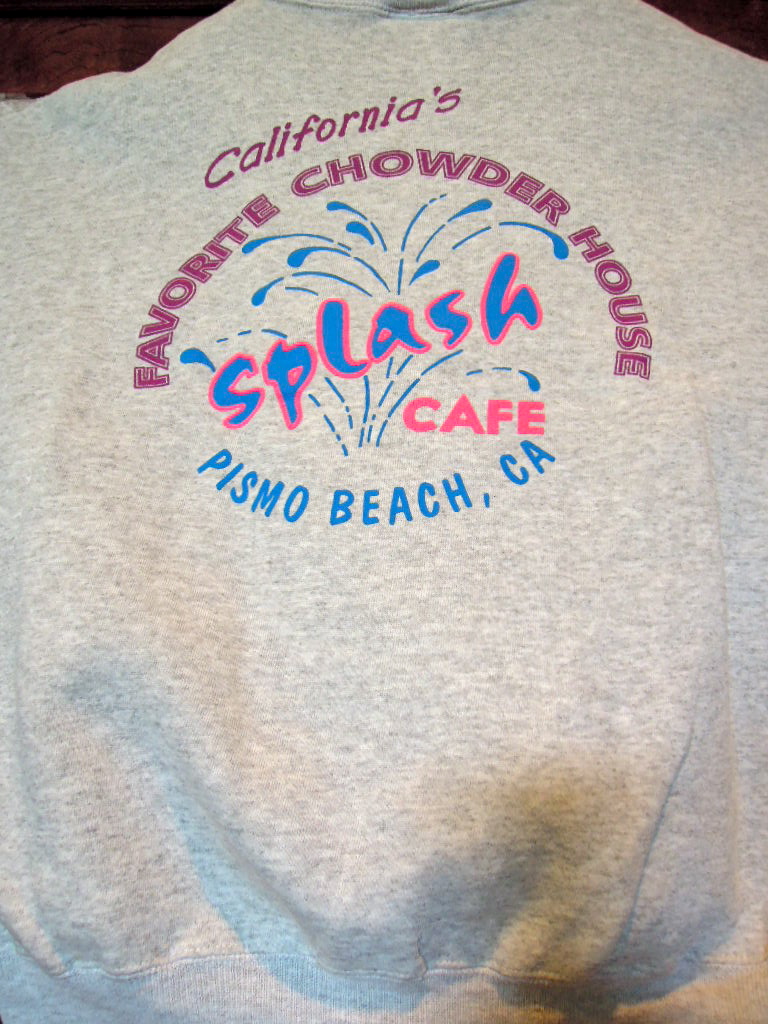 California's
FAVORITE CHOWDER HOUSE
splash
CAFE
PISMO BEACH, CA